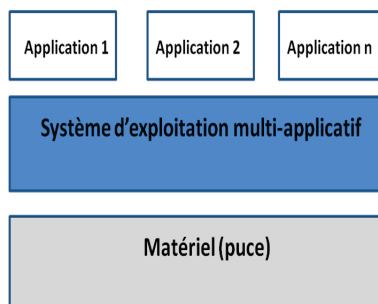 Application 1
Application 2
Application n
Système d'exploitation multi-applicatif
Matériel (puce)